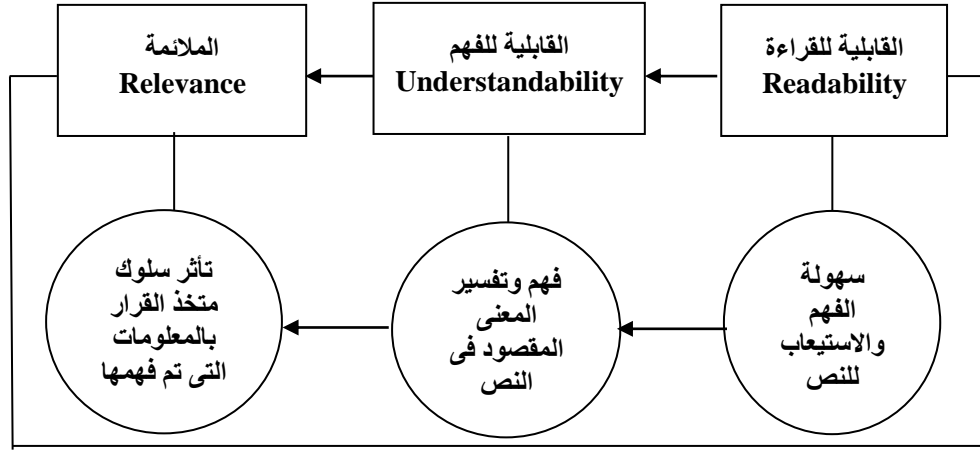 القابلية للقراءة
Readability
القابلية للفهم
Understandability
الملائمة
Relevance
سهولة
الفهم
والاستيعاب
للنص
فهم وتفسير
المعنى
المقصود فى
النص
تأثر سلوك
متخذ القرار
بالمعلومات
التى تم فهمها